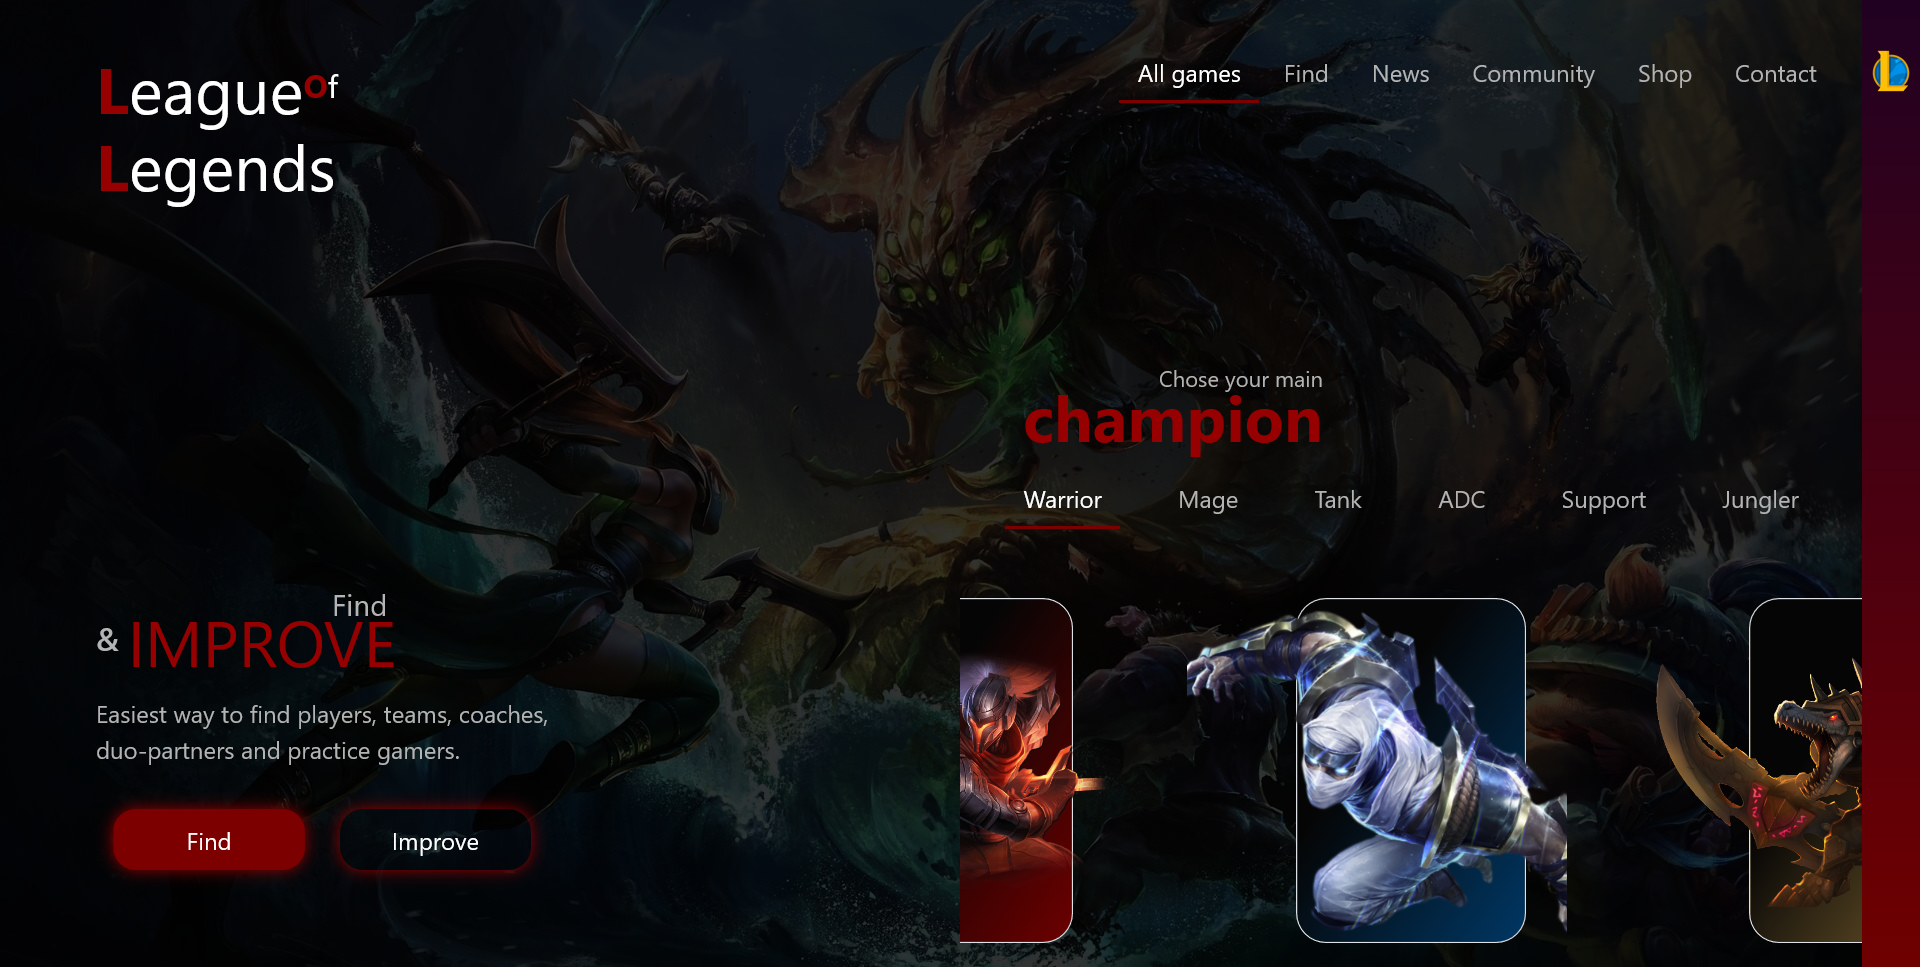 League of
Legends
All games Find News Community Shop Contact
Chose your main
champion
Warrior Mage Tank ADC Support Jungler
Find
& IMPROVE
Easiest way to find players, teams, coaches,
duo-partners and practice gamers.
Find Improve